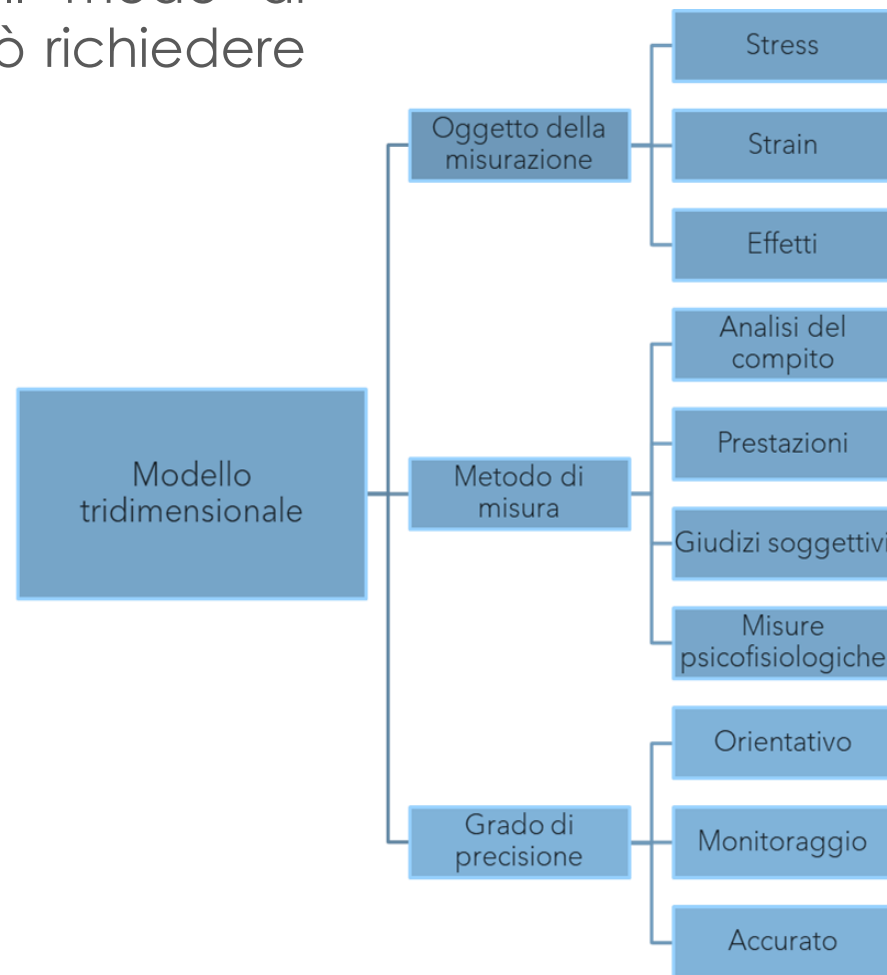 ò richiedere
Stress
Oggetto della
misurazione
Strain
Effetti
Analisi del
compito
Prestazioni
Modello
tridimensionale
Metodo di
misura
Giudizi soggettivi
Misure
psicofisiologiche
Orientativo
Grado di
precisione
Monitoraggio
Accurato